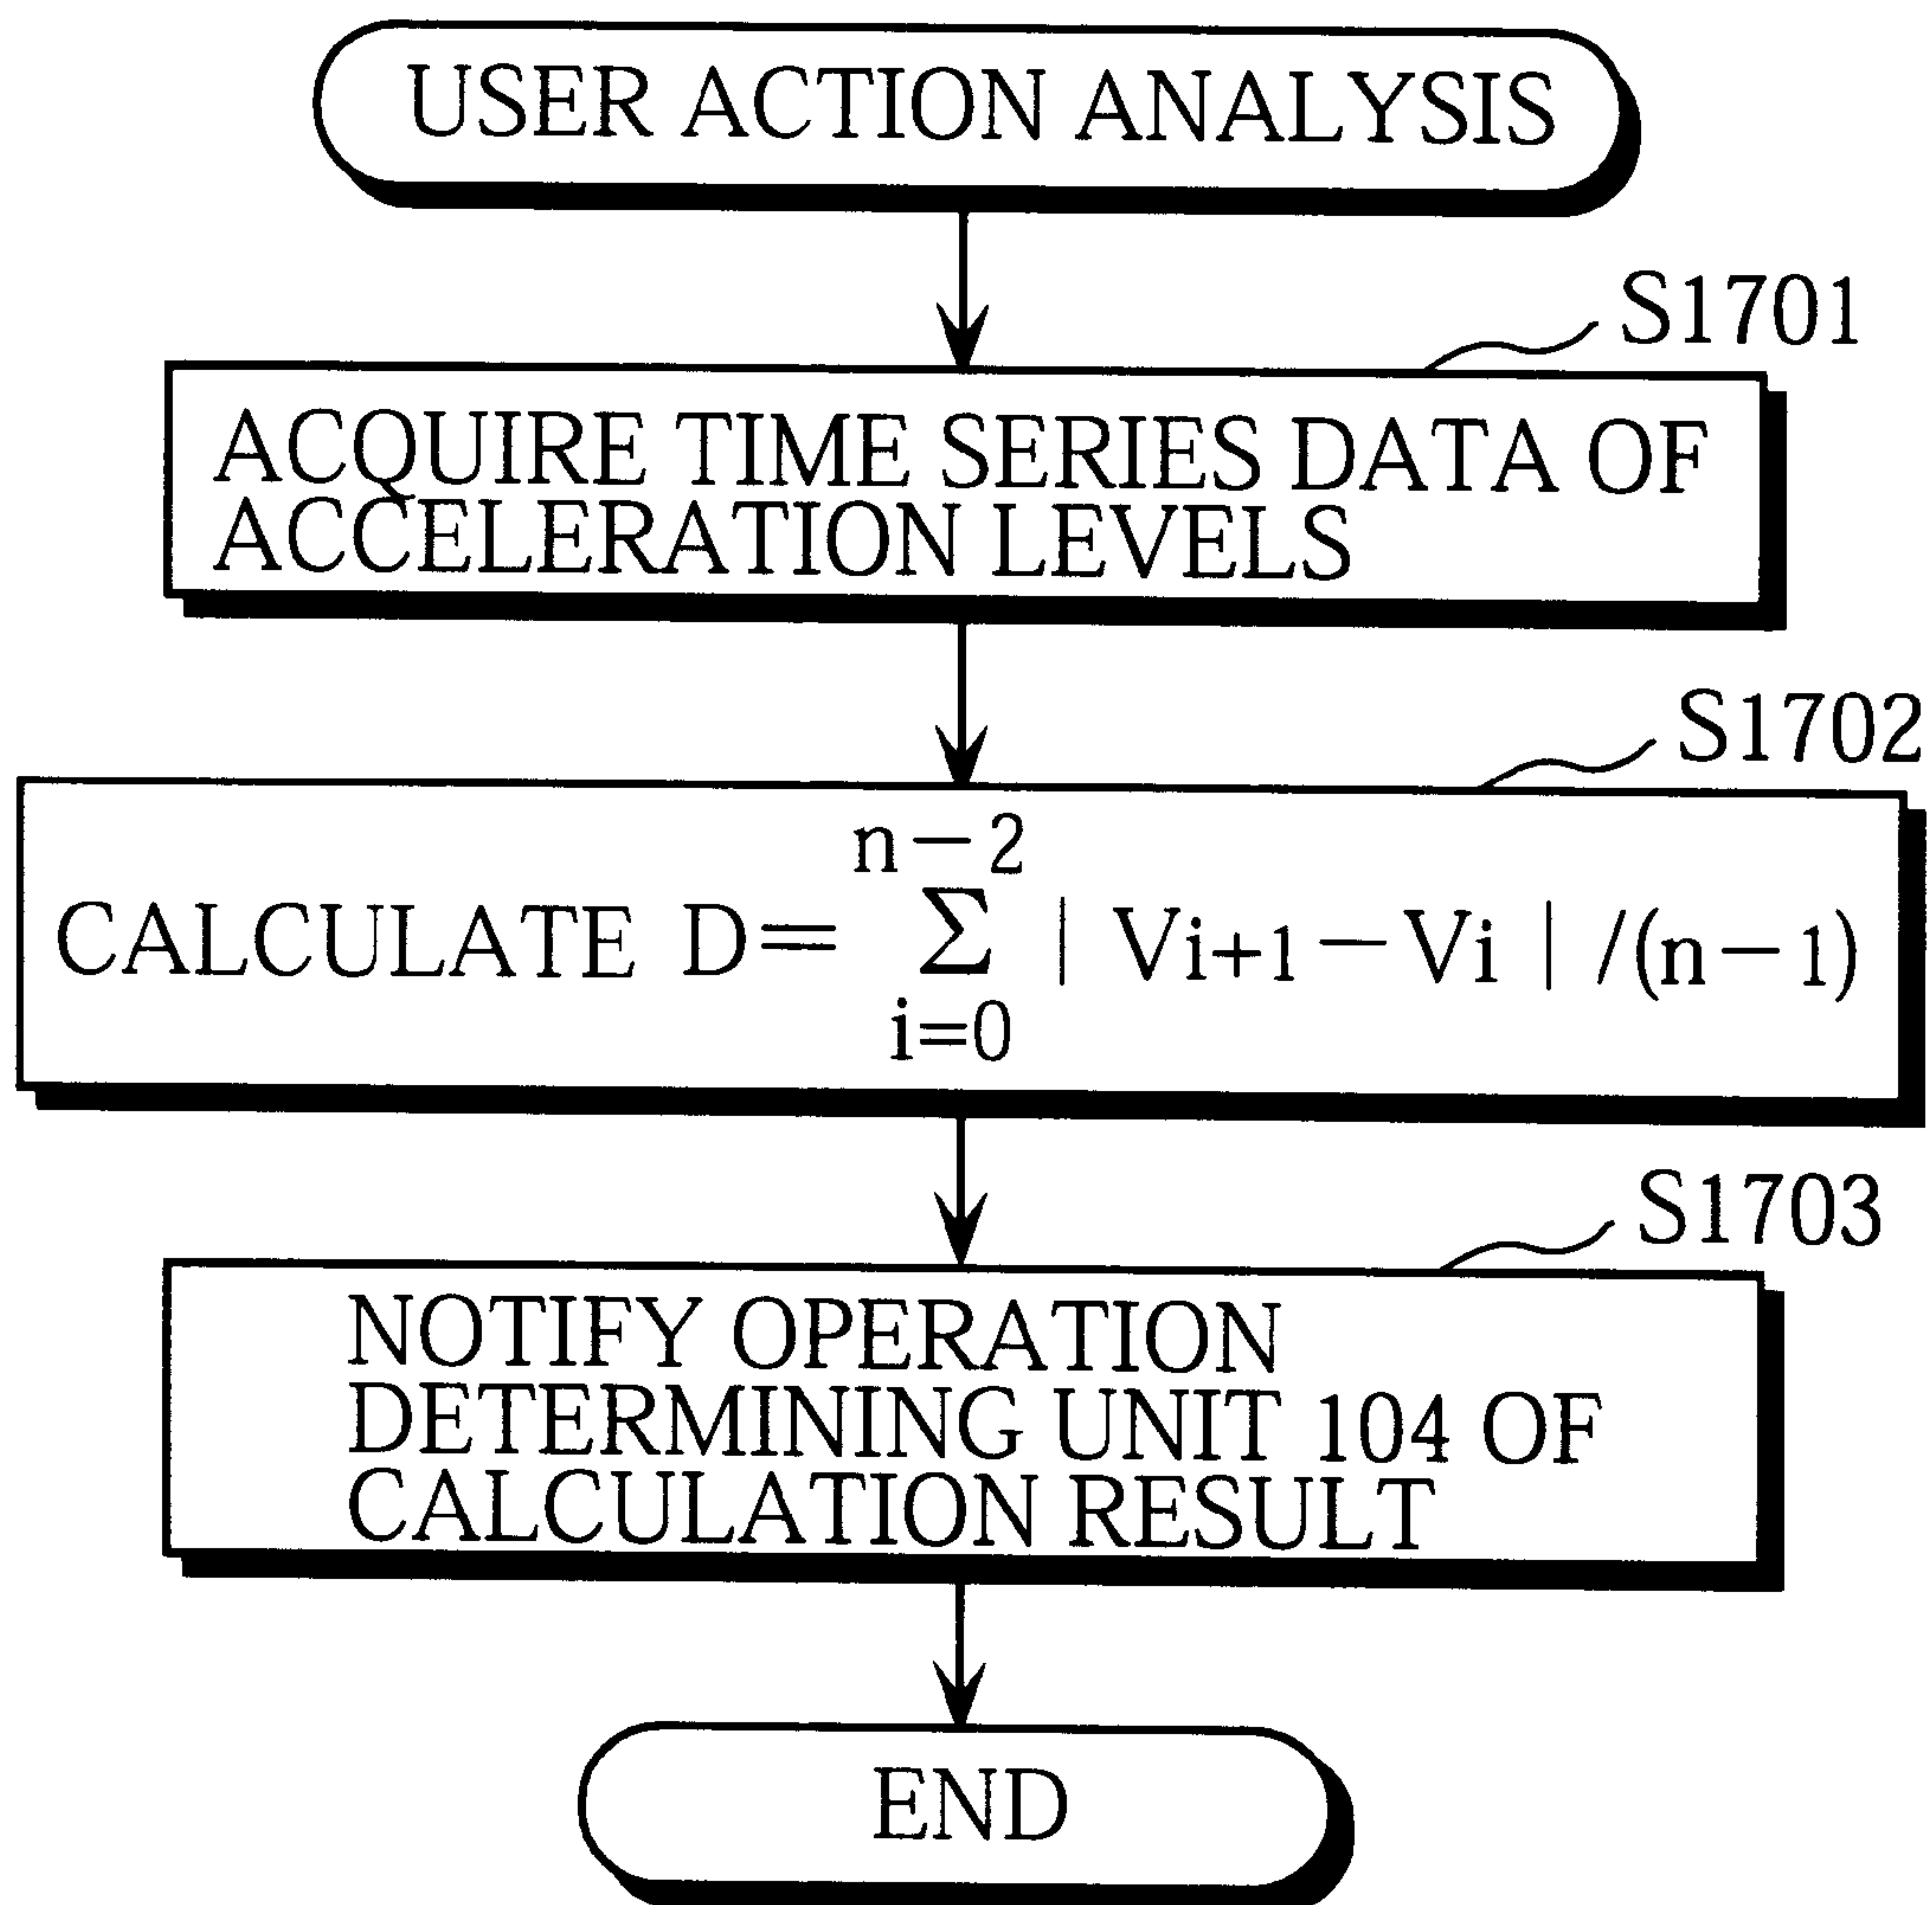 USER ACTION ANALYSIS
S1701
ACQUIRE TIME SERIES DATA OF
ACCELERATION LEVELS
S1702
n−2
CALCULATE D=Σ | Vi+1−Vi | /(n−1)
i=0
S1703
NOTIFY OPERATION
DETERMINING UNIT 104 OF
CALCULATION RESULT
END